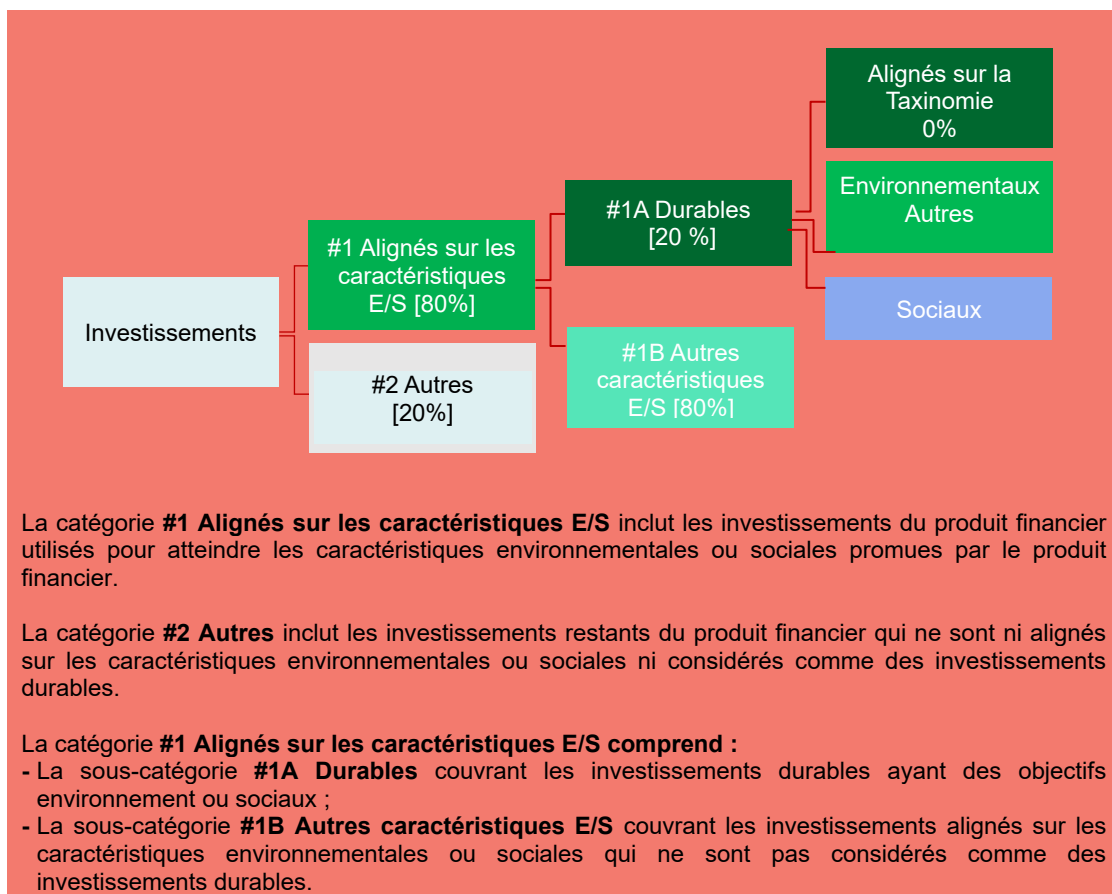 Alignés sur la
Taxinomie
0%
Environnementaux
Autres
#1A Durables
[20 %]
#1 Alignés sur les
caractéristiques
E/S [80%]
Sociaux
Investissements
#1B Autres
caractéristiques
E/S [80%]
#2 Autres
[20%]
La catégorie #1 Alignés sur les caractéristiques E/S inclut les investissements du produit financier
utilisés pour atteindre les caractéristiques environnementales ou sociales promues par le produit
financier.
La catégorie #2 Autres inclut les investissements restants du produit financier qui ne sont ni alignés
sur les caractéristiques environnementales ou sociales ni considérés comme des investissements
durables.
La catégorie #1 Alignés sur les caractéristiques E/S comprend :
- La sous-catégorie #1A Durables couvrant les investissements durables ayant des objectifs
environnement ou sociaux ;
- La sous-catégorie #1B Autres caractéristiques E/S couvrant les investissements alignés sur les
caractéristiques environnementales ou sociales qui ne sont pas considérés comme des
investissements durables.